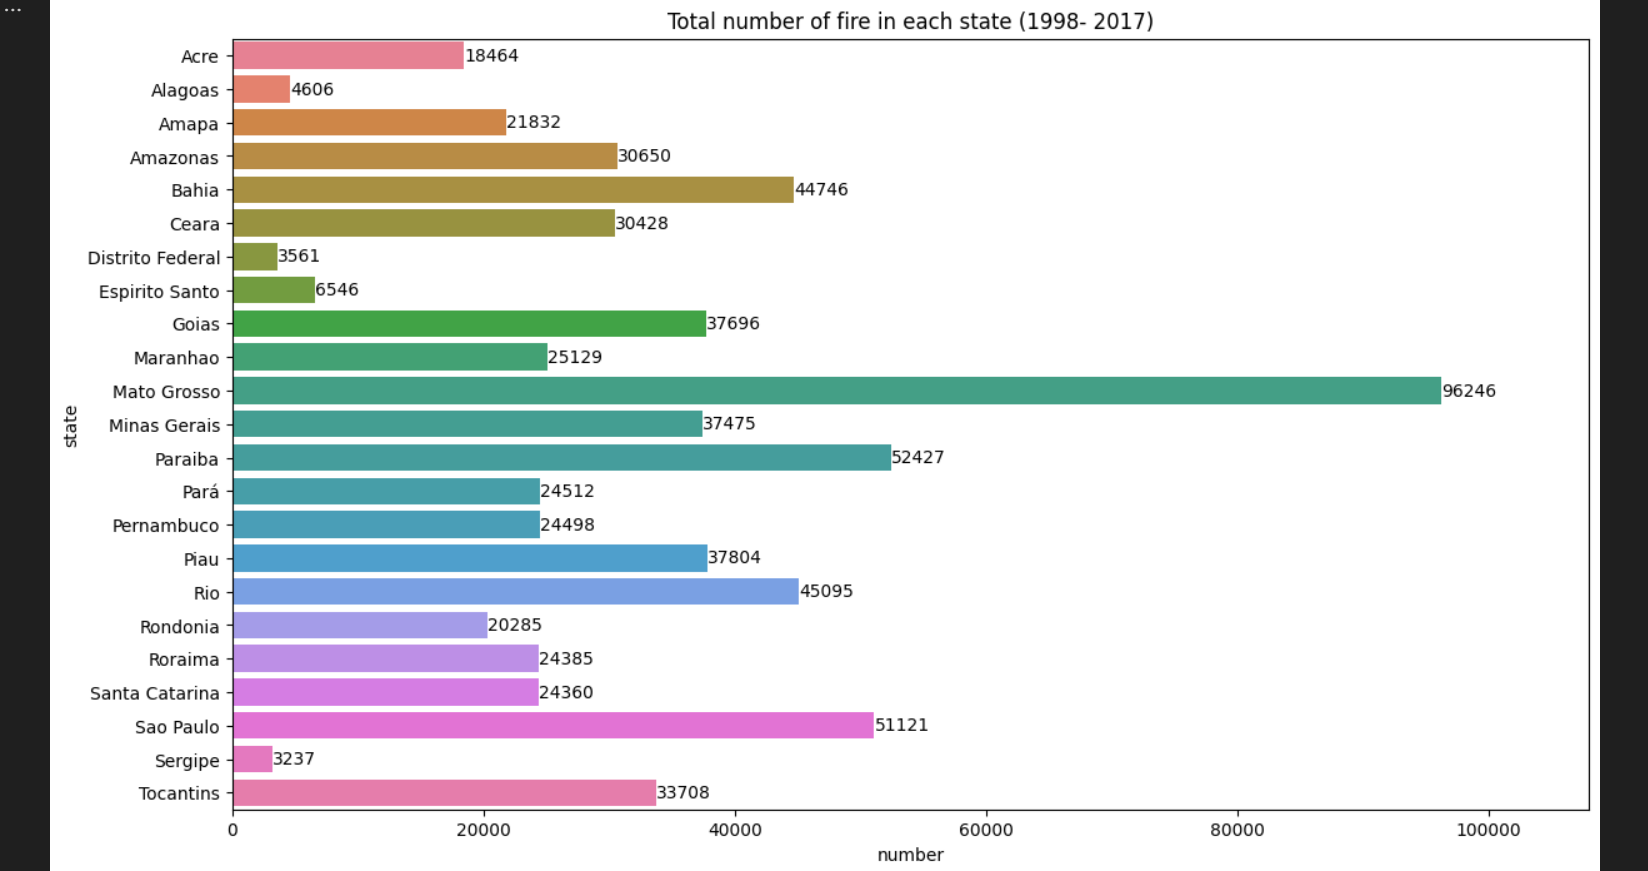 ...
Total number of fire in each state (1998- 2017)
Acre 18464
Alagoas 4606
Amapa 21832
Amazonas 30650
Bahia 44746
Ceara 30428
Distrito Federal 3561
Espirito Santo 6546
Goias 37696
Maranhao 25129
Mato Grosso 96246
state
Minas Gerais 37475
Paraiba 52427
Pará 24512
Pernambuco 24498
Piau 37804
Rio 45095
Rondonia 20285
Roraima 24385
Santa Catarina 24360
Sao Paulo 51121
Sergipe 3237
Tocantins 33708
0 20000 40000 60000 80000 100000
number